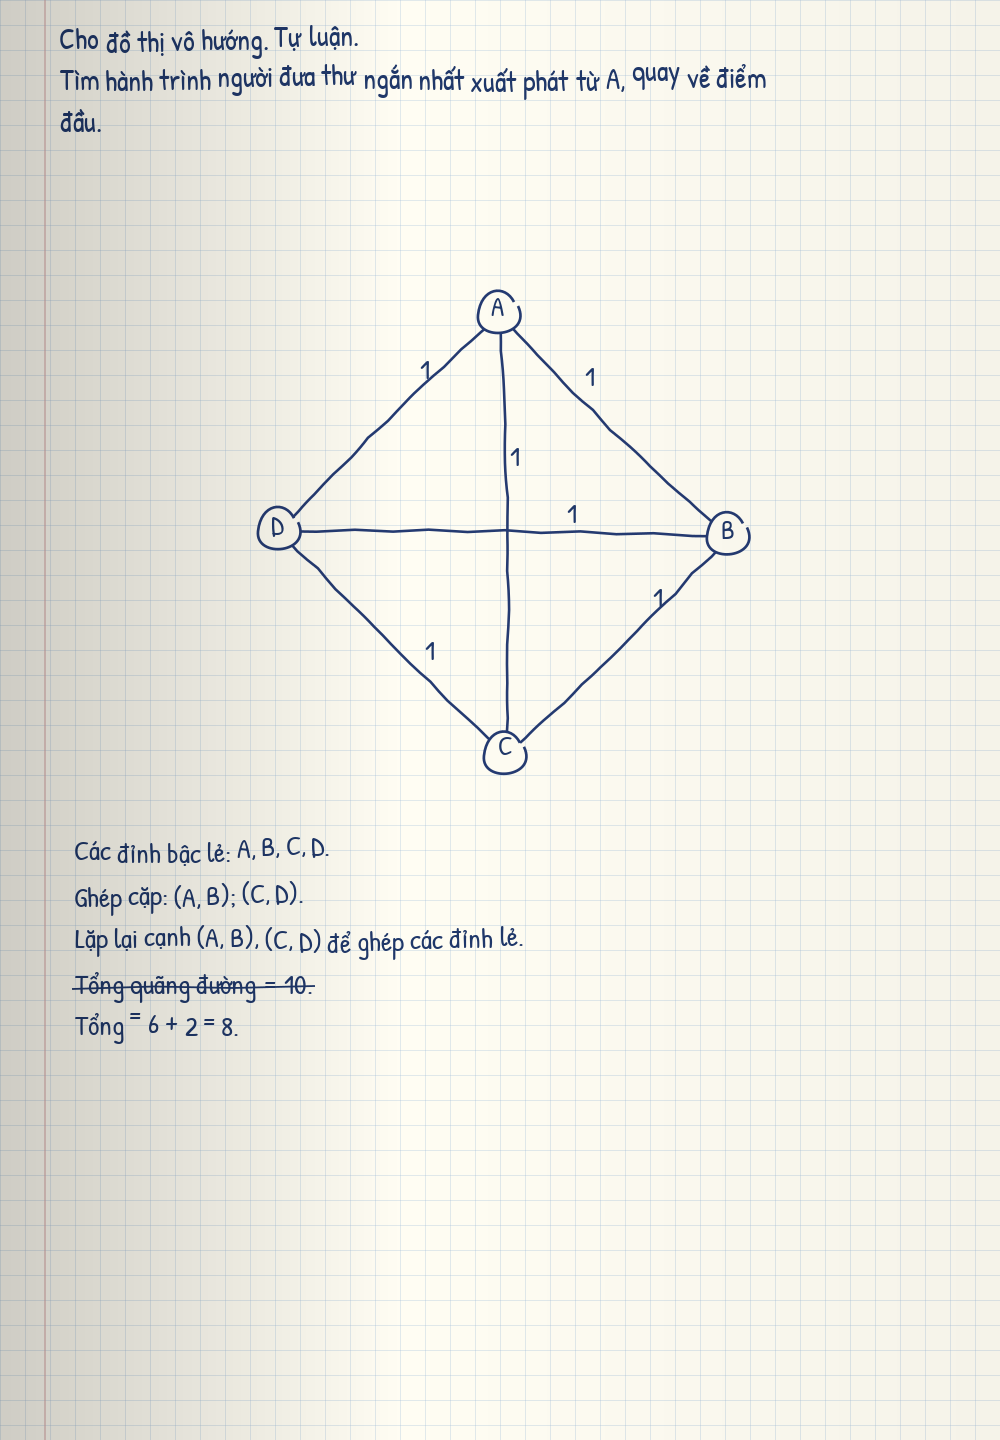 Cho đồ thị vô hướng. Tự luận.
Tìm hành trình người đưa thư ngắn nhất xuất phát từ A, quay về điểm
đầu.
A
1
1
1
1
D
B
1
1
C
Các đỉnh bậc lẻ: A, B, C, D.
Ghép cặp: (A, B); (C, D).
Lặp lại cạnh (A, B), (C, D) để ghép các đỉnh lẻ.
Tổng quãng đường = 10.
Tổng = 6 + 2 = 8.